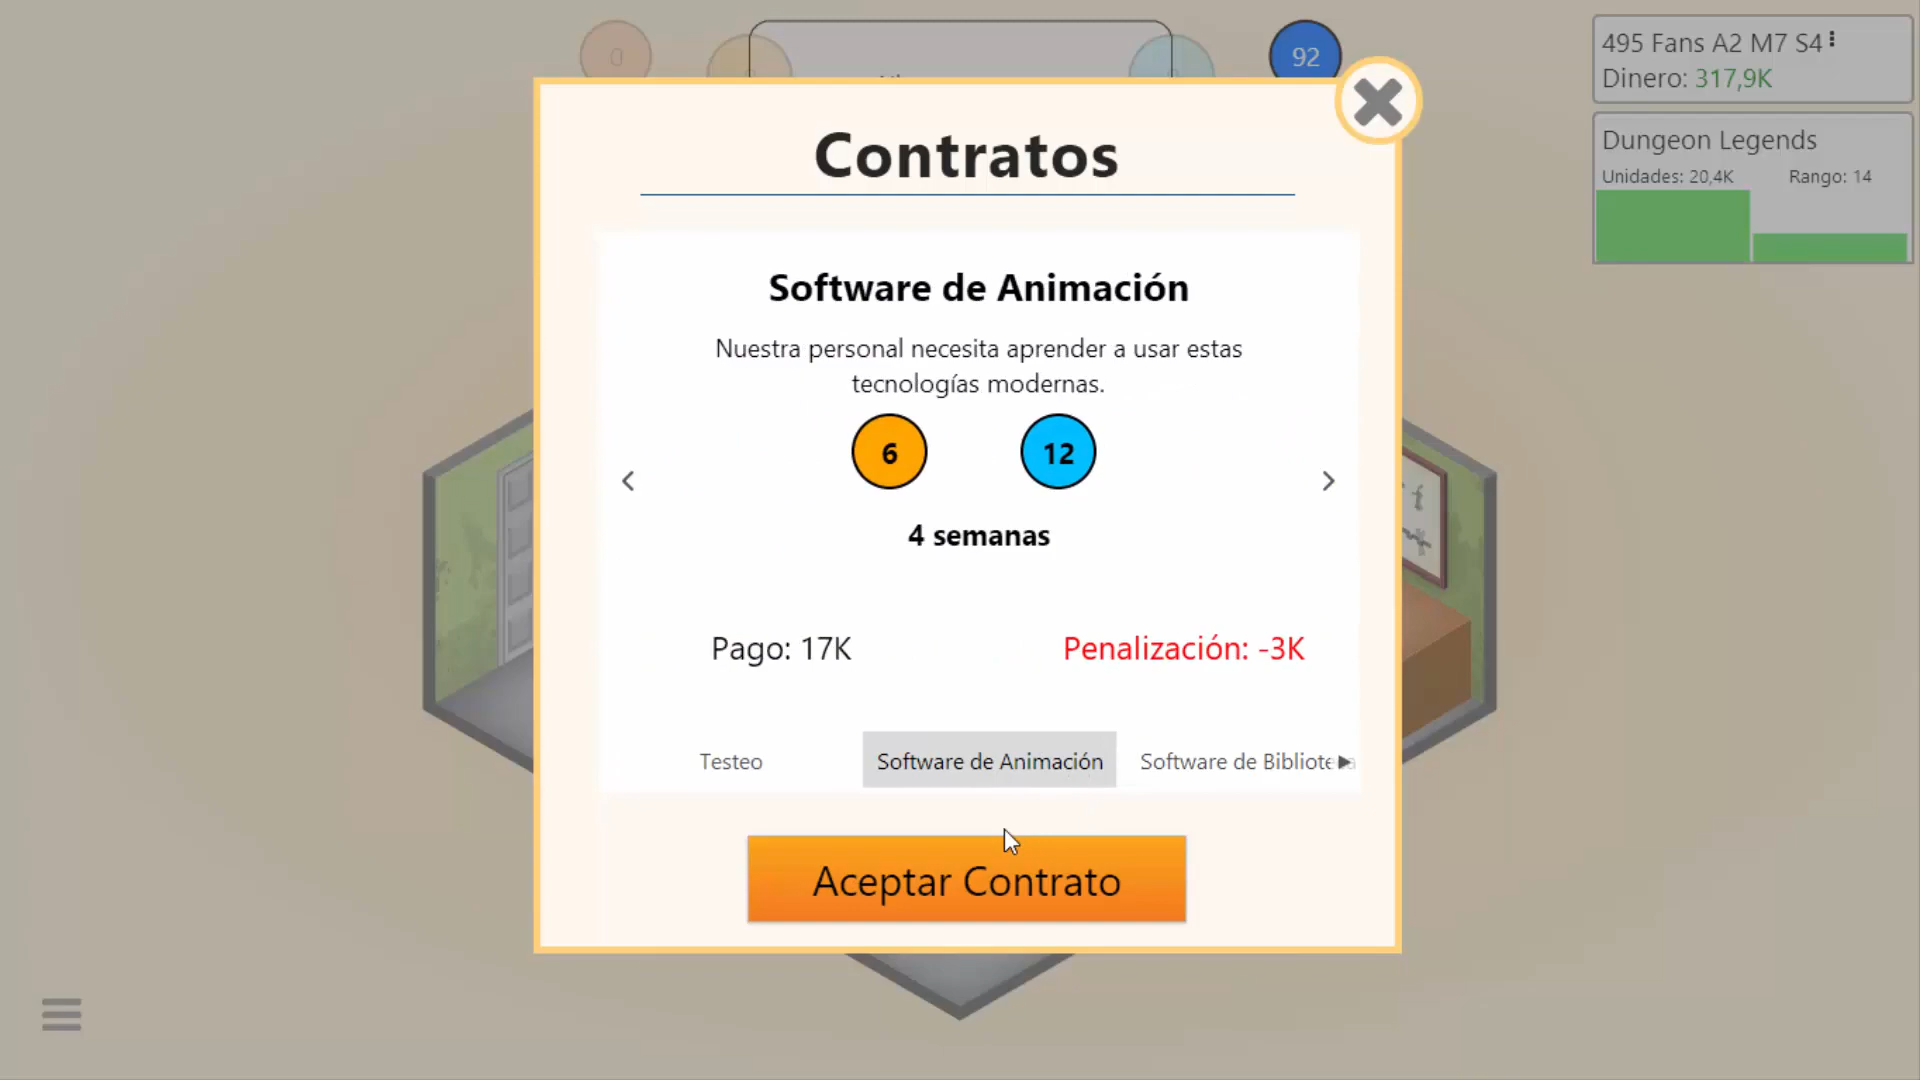 0
92
495 Fans A2 M7 S4
Dinero: 317,9K
Dungeon Legends
Unidades: 20,4K
Rango: 14
Contratos
Software de Animación
Nuestra personal necesita aprender a usar estas
tecnologías modernas.
6
12
4 semanas
Pago: 17K
Penalización: -3K
Testeo
Software de Animación
Software de
Aceptar Contrato